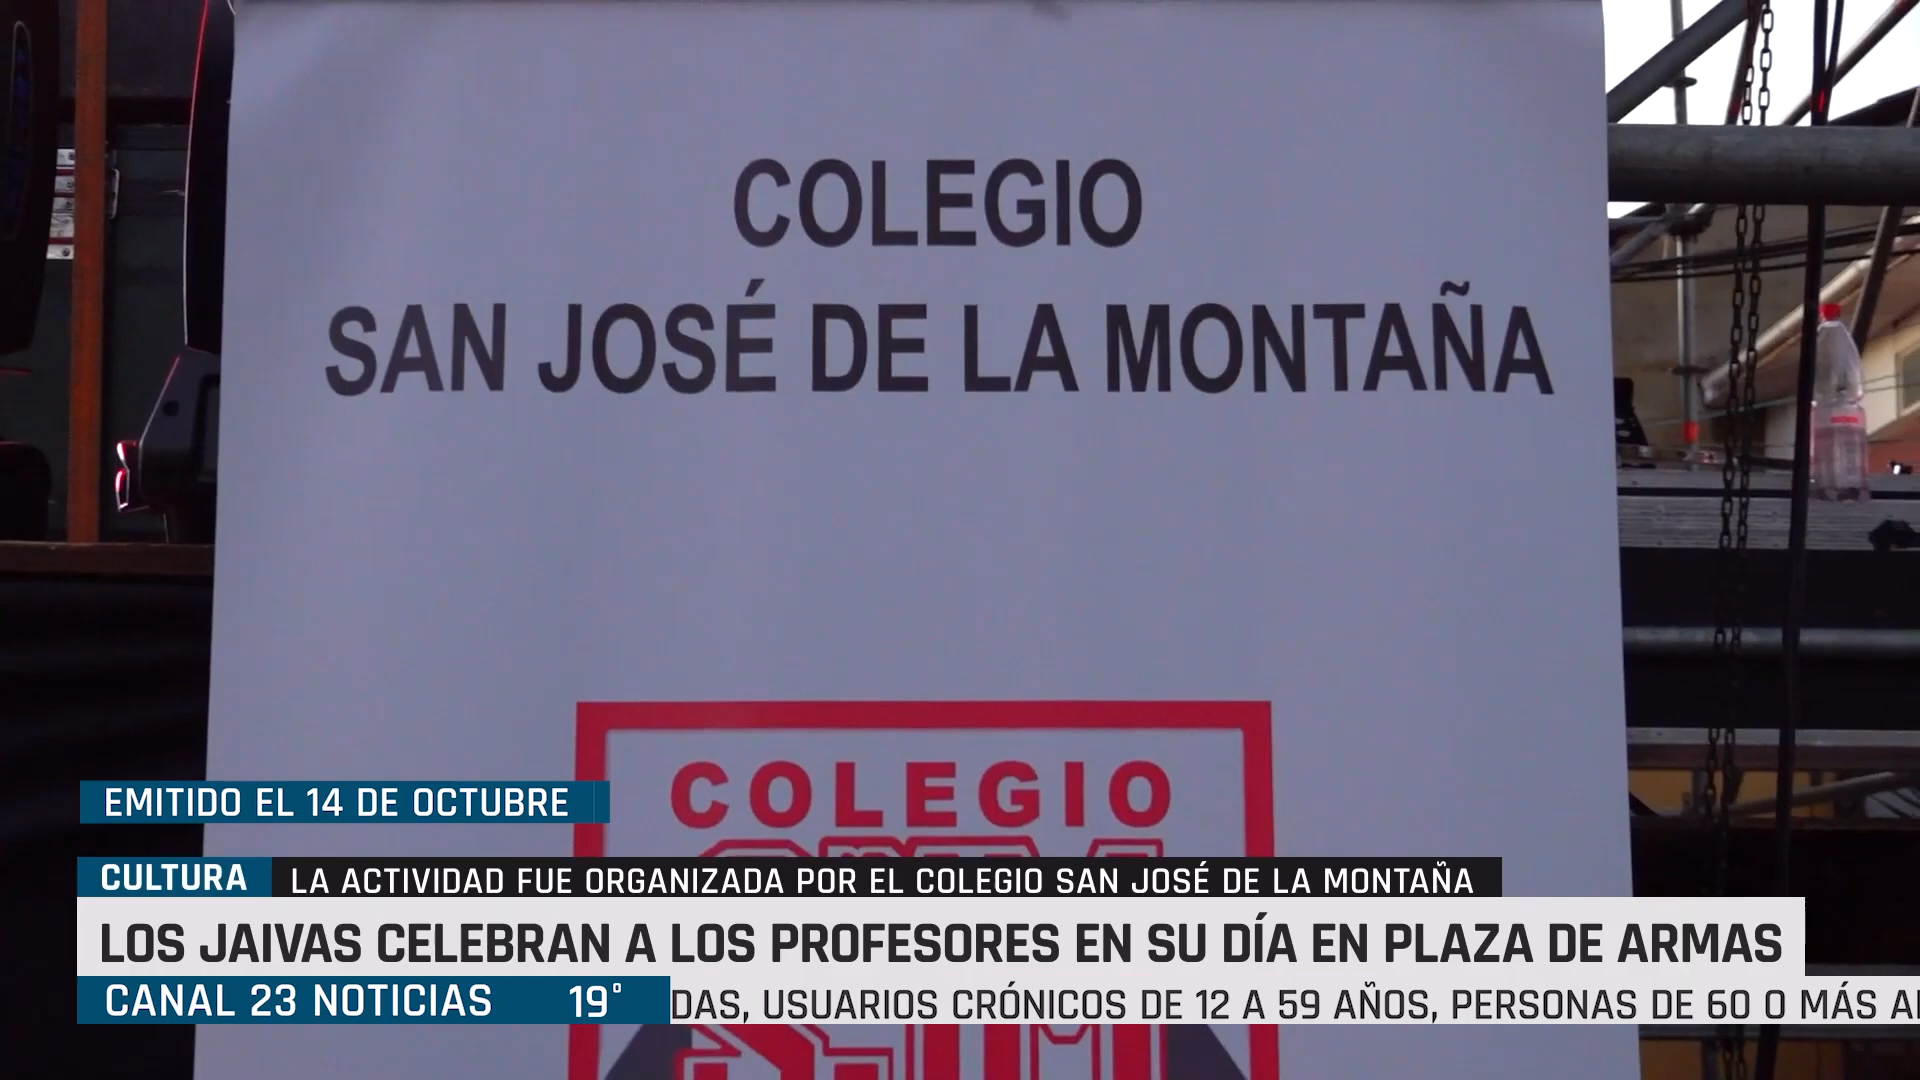 COLEGIO
SAN JOSÉ DE LA MONTAÑA
COLEGIO
EMITIDO EL 14 DE OCTUBRE
CULTURA LA ACTIVIDAD FUE ORGANIZADA POR EL COLEGIO SAN JOSÉ DE LA MONTAÑA
LOS JAIVAS CELEBRAN A LOS PROFESORES EN SU DÍA EN PLAZA DE ARMAS
CANAL 23 NOTICIAS 19° DAS, USUARIOS CRÓNICOS DE 12 A 59 AÑOS, PERSONAS DE 60 O MÁS